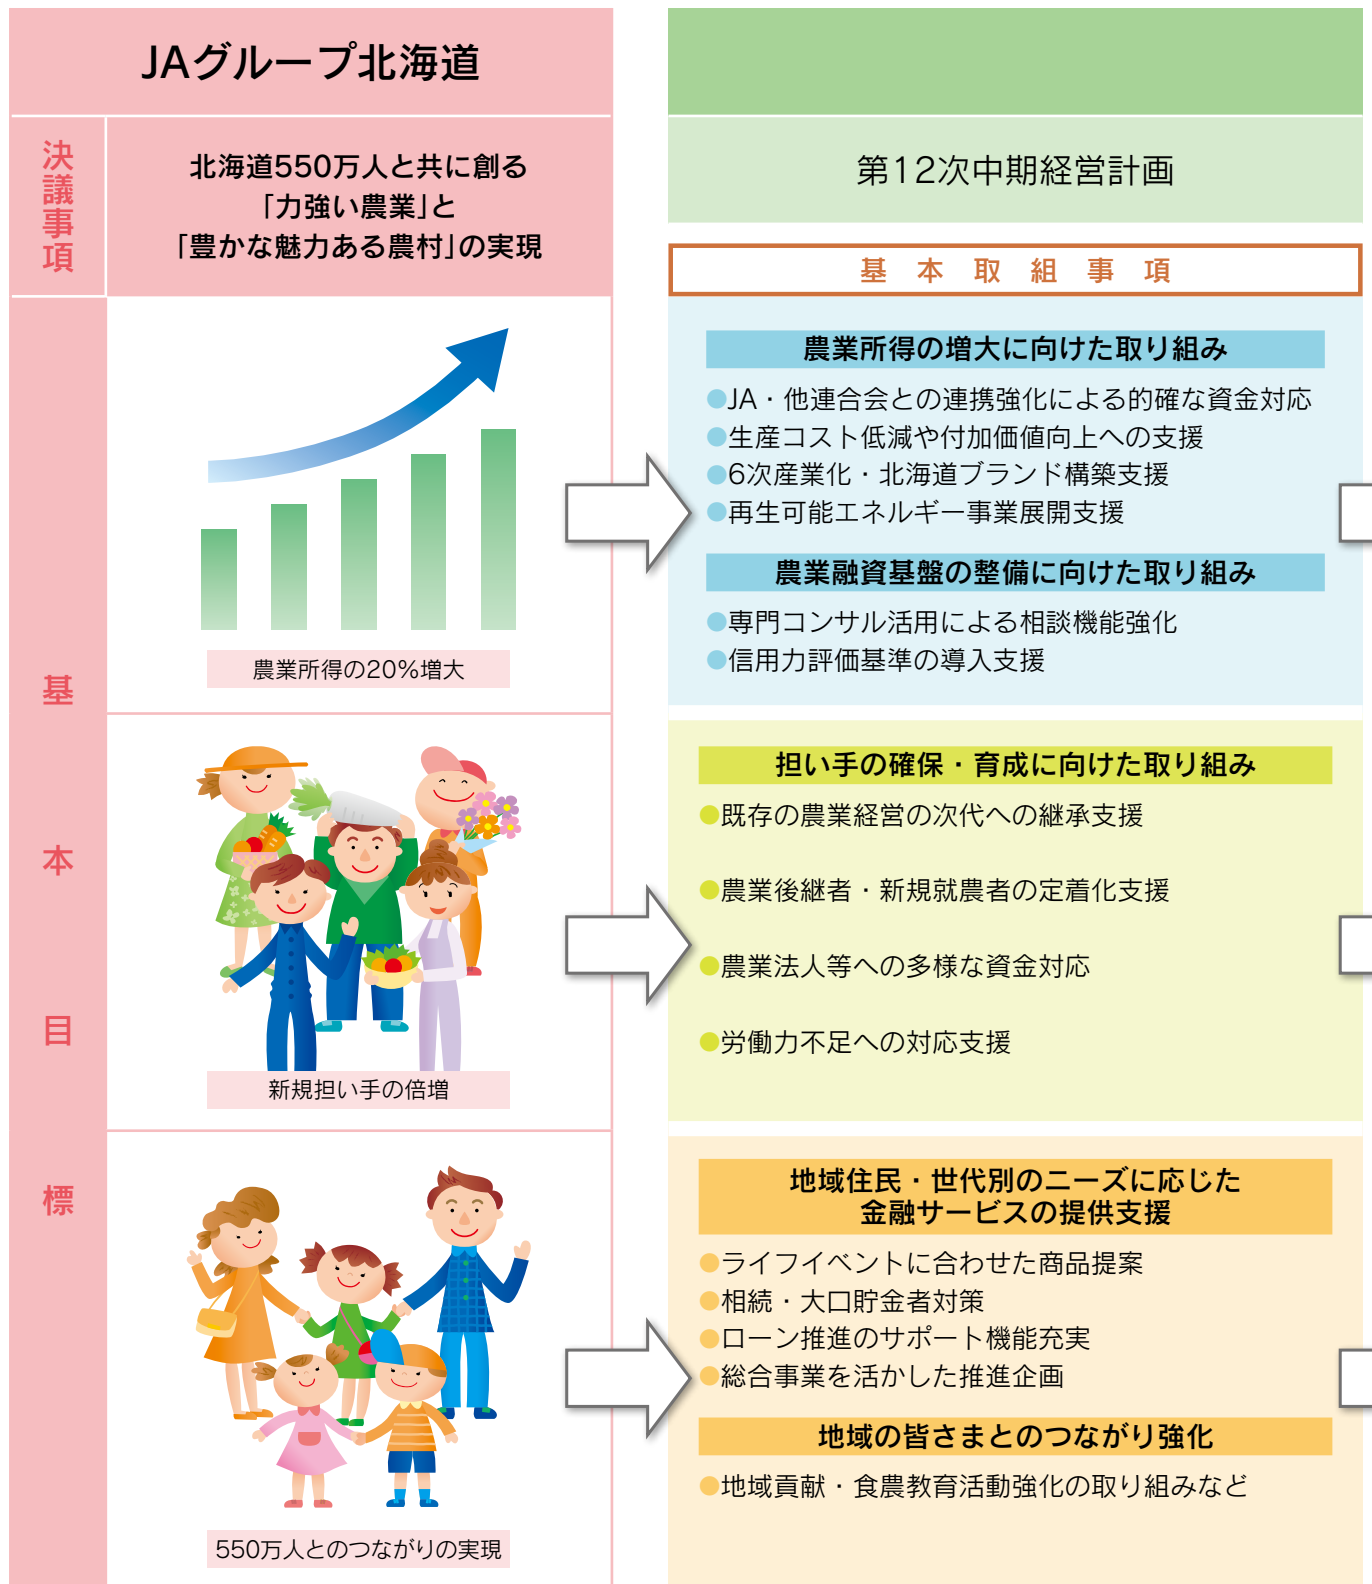 JAグループ北海道
決議事項
北海道550万人と共に創る
「力強い農業」と
「豊かな魅力ある農村」の実現
基本目標
農業所得の20%増大
新規担い手の倍増
550万人とのつながりの実現
第12次中期経営計画
基本取組事項
農業所得の増大に向けた取り組み
●JA・他連合会との連携強化による的確な資金対応
●生産コスト低減や付加価値向上への支援
●6次産業化・北海道ブランド構築支援
●再生可能エネルギー事業展開支援
農業融資基盤の整備に向けた取り組み
●専門コンサル活用による相談機能強化
●信用力評価基準の導入支援
担い手の確保・育成に向けた取り組み
●既存の農業経営の次代への継承支援
●農業後継者・新規就農者の定着化支援
●農業法人等への多様な資金対応
●労働力不足への対応支援
地域住民・世代別のニーズに応じた
金融サービスの提供支援
●ライフイベントに合わせた商品提案
●相続・大口貯金者対策
●ローン推進のサポート機能充実
●総合事業を活かした推進企画
地域の皆さまとのつながり強化
●地域貢献・食農教育活動強化の取り組みなど